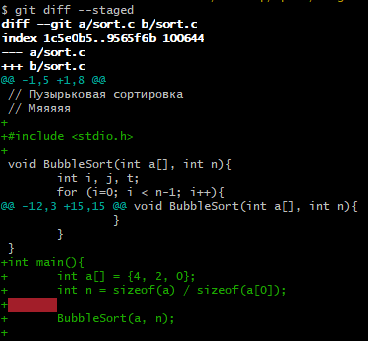 $ git diff --staged
diff --git a/sort.c b/sort.c
index 1c5e0b5..9565f6b 100644
--- a/sort.c
+++ b/sort.c
@@ -1,5 +1,8 @@
 // Пузырьковая сортировка
 // Мяяяяя
+
+#include <stdio.h>
+
 void BubbleSort(int a[], int n){
        int i, j, t;
        for (i=0; i < n-1; i++){
@@ -12,3 +15,15 @@ void BubbleSort(int a[], int n){
                }
        }
 }
+int main(){
+       int a[] = {4, 2, 0};
+       int n = sizeof(a) / sizeof(a[0]);
+
+       BubbleSort(a, n);
+